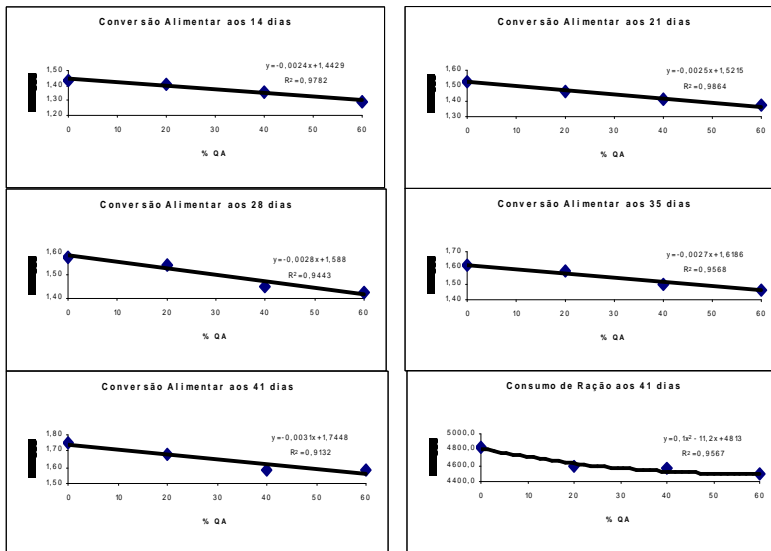 Conversão Alimentar aos 14 dias
y=-0,0024x+1,4429
R²=0,9782
1,50
1,40
1,30
1,20
0 10 20 30 40 50 60
% QA
Conversão Alimentar aos 21 dias
y=-0,0025x+1,5215
R²=0,9864
1,60
1,50
1,40
1,30
0 10 20 30 40 50 60
% QA
Conversão Alimentar aos 28 dias
y=-0,0028x+1,588
R²=0,9443
1,60
1,50
1,40
0 10 20 30 40 50 60
% QA
Conversão Alimentar aos 35 dias
y=-0,0027x+1,6186
R²=0,9568
1,70
1,60
1,50
1,40
0 10 20 30 40 50 60
% QA
Conversão Alimentar aos 41 dias
y=-0,0031x+1,7448
R²=0,9132
1,80
1,70
1,60
1,50
0 10 20 30 40 50 60
% QA
Consumo de Ração aos 41 dias
y=0,1x² - 11,2x+4813
R²=0,9567
5000,0
4800,0
4600,0
4400,0
0 10 20 30 40 50 60
% QA